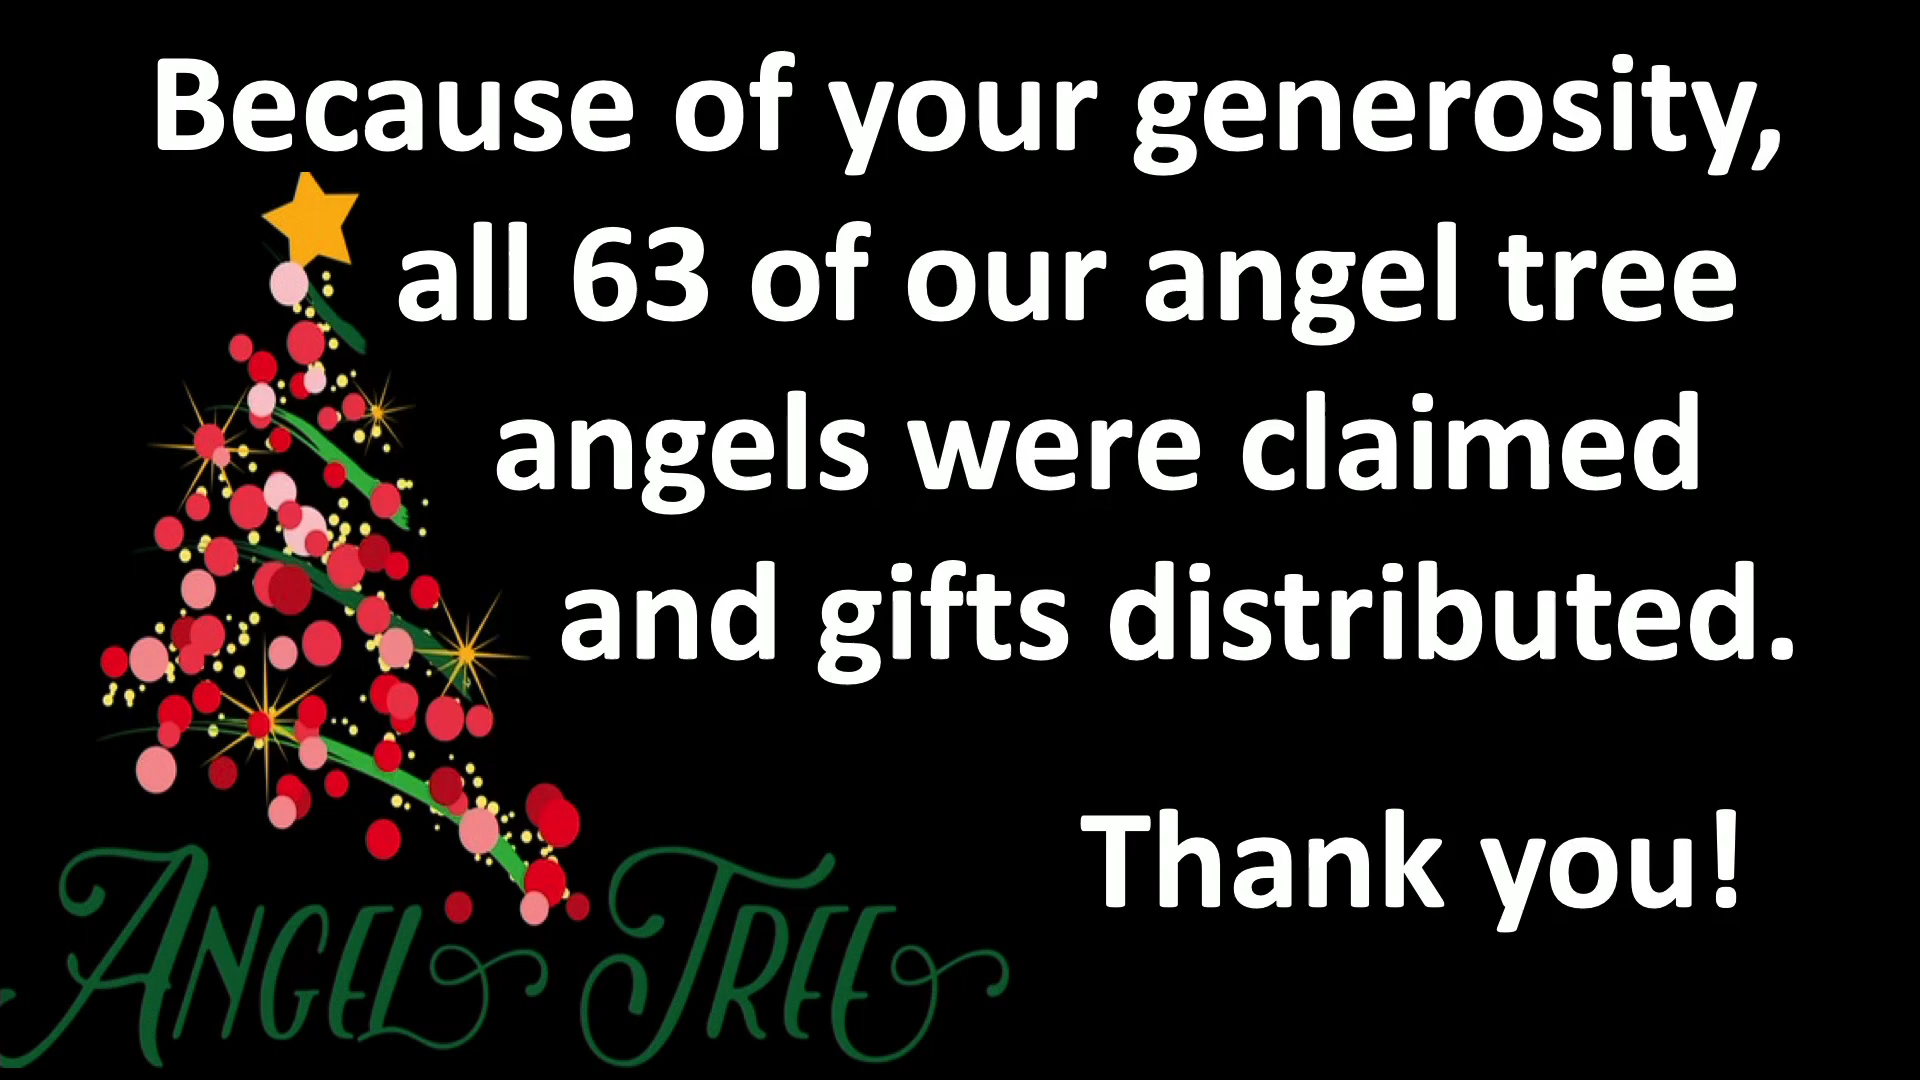 Because of your generosity,
all 63 of our angel tree
angels were claimed
and gifts distributed.
Thank you!
ANGEL TREE